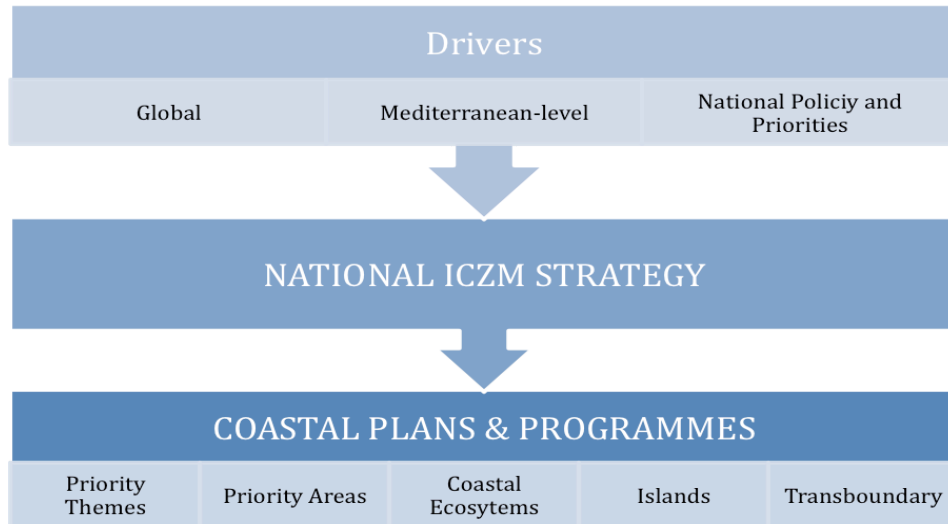 Drivers
Global
Mediterranean-level
National Policiy and
Priorities
NATIONAL ICZM STRATEGY
COASTAL PLANS & PROGRAMMES
Priority
Themes
Priority Areas
Coastal
Ecosytems
Islands
Transboundary